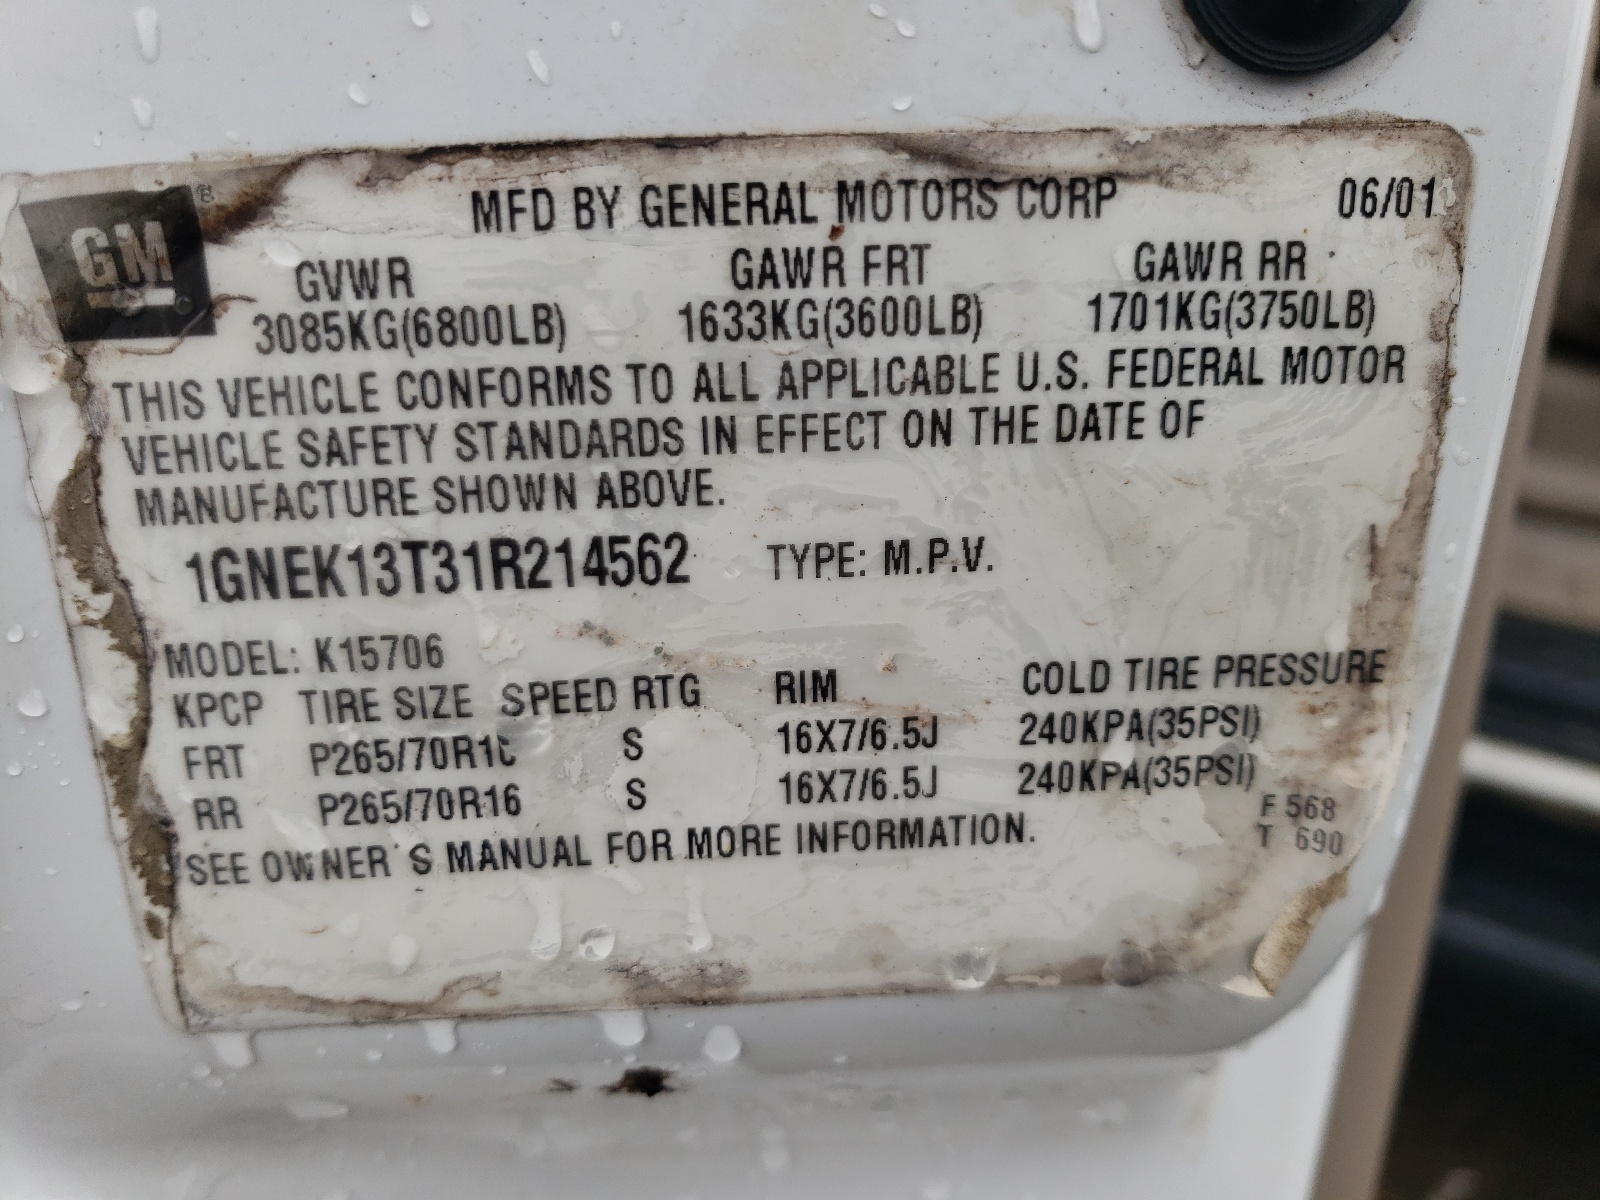 GM ®
MFD BY GENERAL MOTORS CORP 06/01
GVWR GAWR FRT GAWR RR
3085KG(6800LB) 1633KG(3600LB) 1701KG(3750LB)
THIS VEHICLE CONFORMS TO ALL APPLICABLE U.S. FEDERAL MOTOR
VEHICLE SAFETY STANDARDS IN EFFECT ON THE DATE OF
MANUFACTURE SHOWN ABOVE.
1GNEK13T31R214562 TYPE: M.P.V.
MODEL: K15706
KPCP TIRE SIZE SPEED RTG RIM COLD TIRE PRESSURE
FRT P265/70R16 S 16X7/6.5J 240KPA(35PSI)
RR P265/70R16 S 16X7/6.5J 240KPA(35PSI)
SEE OWNER'S MANUAL FOR MORE INFORMATION.
F 568
T 690